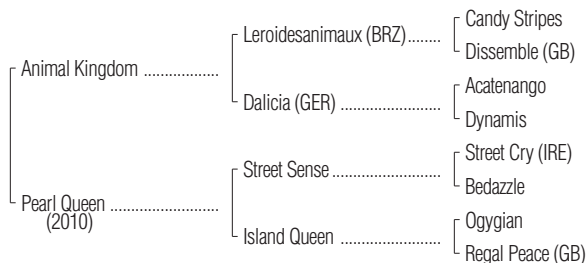 Candy Stripes
Leroidesanimaux (BRZ)........
Dissemble (GB)
Animal Kingdom ..................
Acatenango
Dalicia (GER) ........................
Dynamis
Street Cry (IRE)
Street Sense ..........................
Bedazzle
Pearl Queen ..........................
(2010)
Ogygian
Island Queen ........................
Regal Peace (GB)